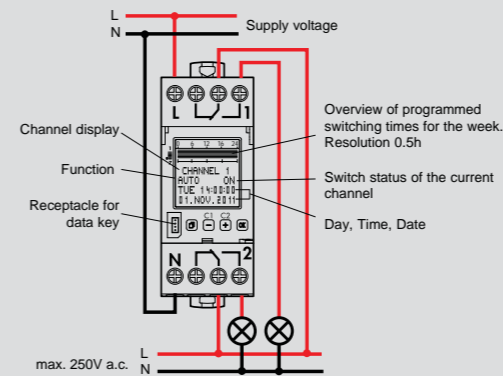 L
N
Supply voltage
L
1
Overview of programmed
switching times for the week.
Resolution 0.5h
Channel display
0 6 12 16 24
CHANNEL 1
Function
AUTO ON
Switch status of the current
channel
TUE 14:00:00
01.NOV.2011
Day, Time, Date
Receptacle for
data key
C1 C2
− + OK
N
2
L
max. 250V a.c.
N